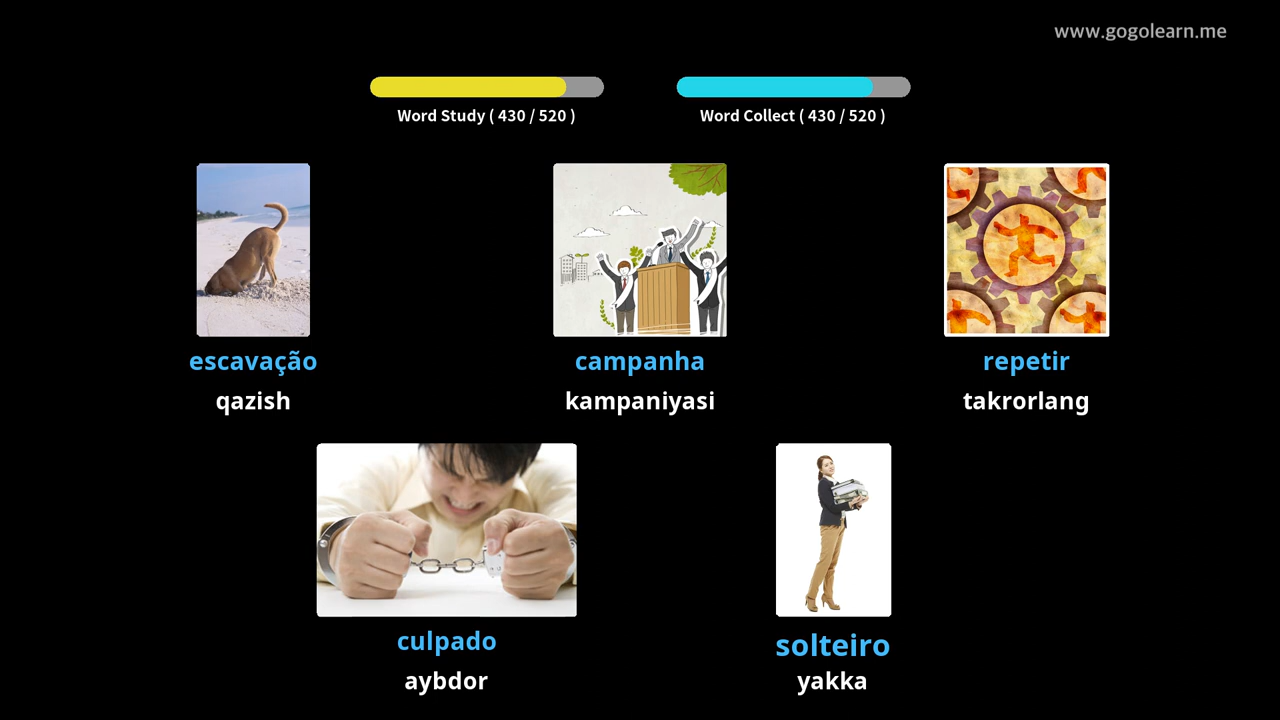 www.gogolearn.me
Word Study ( 430 / 520 )
Word Collect ( 430 / 520 )
escavação
qazish
campanha
kampaniyasi
repetir
takrorlang
culpado
aybdor
solteiro
yakka